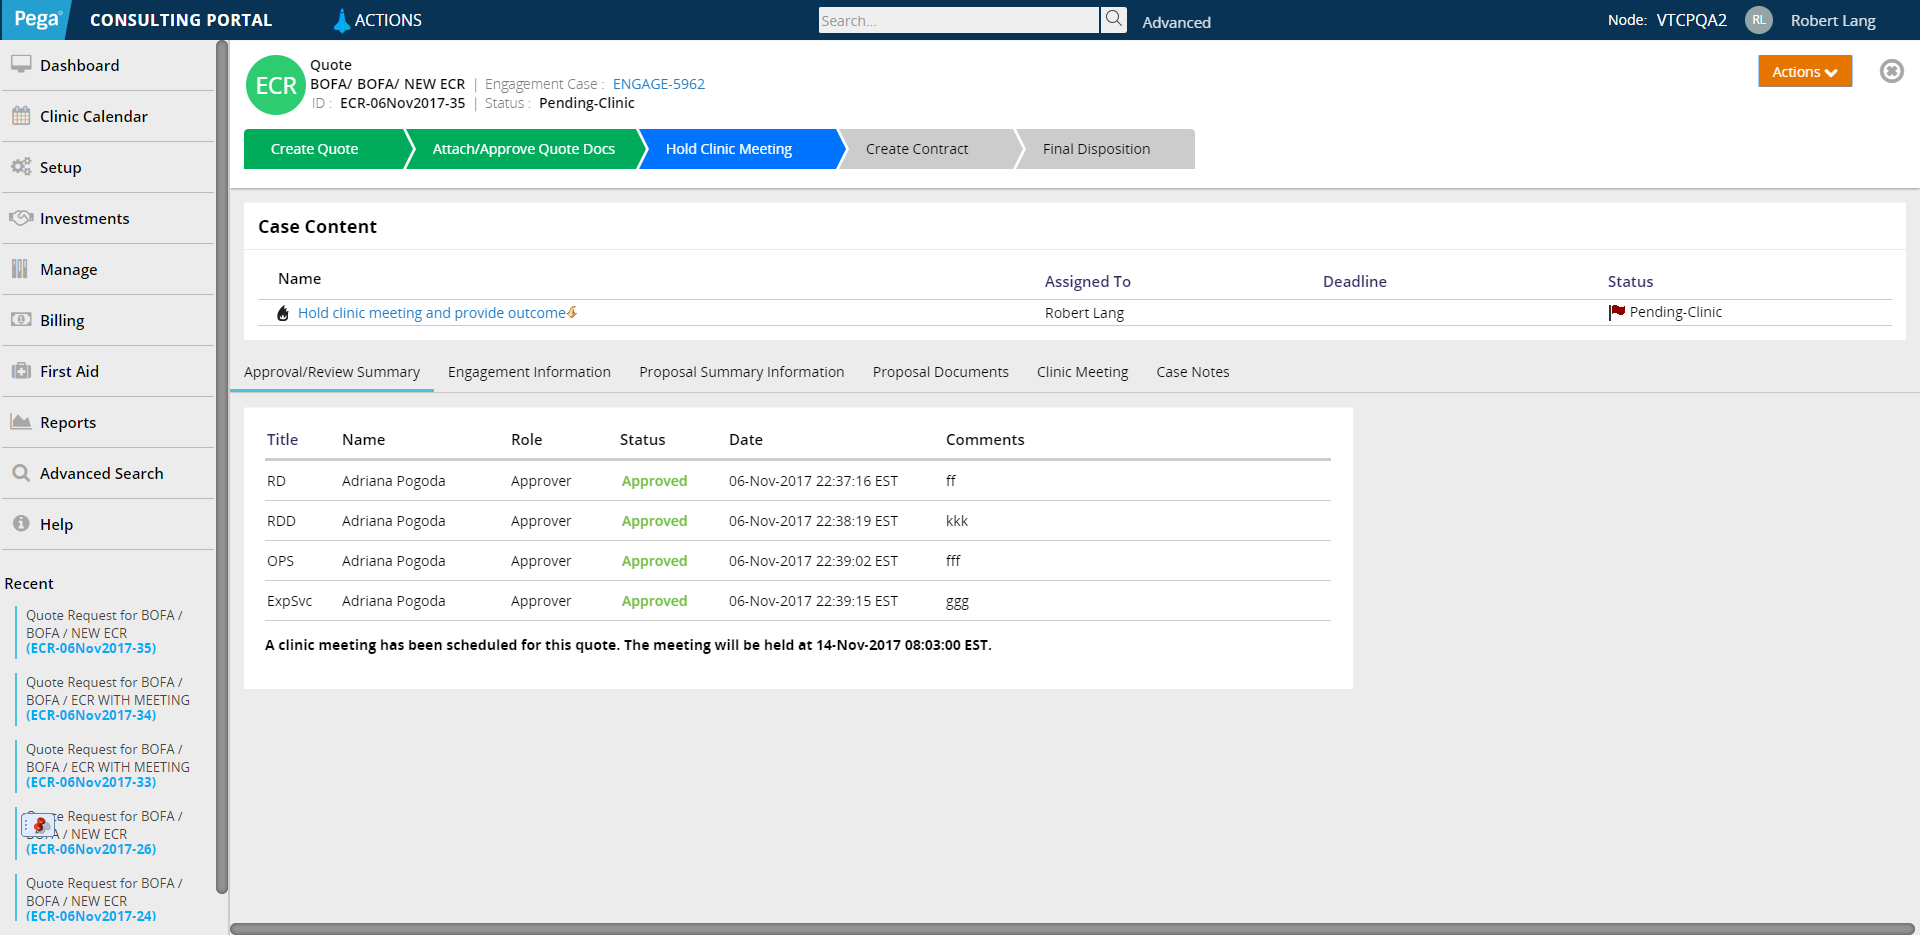 Pega CONSULTING PORTAL ACTIONS Search... Advanced Node: VTCPQA2 RL Robert Lang
Dashboard
Clinic Calendar
Setup
Investments
Manage
Billing
First Aid
Reports
Advanced Search
Help
Recent
Quote Request for BOFA /
BOFA / NEW ECR
(ECR-06Nov2017-35)
Quote Request for BOFA /
BOFA / ECR WITH MEETING
(ECR-06Nov2017-34)
Quote Request for BOFA /
BOFA / ECR WITH MEETING
(ECR-06Nov2017-33)
Request for BOFA /
/ NEW ECR
(ECR-06Nov2017-26)
Quote Request for BOFA /
BOFA / NEW ECR
(ECR-06Nov2017-24)
ECR
Quote
BOFA/ BOFA/ NEW ECR | Engagement Case : ENGAGE-5962
ID : ECR-06Nov2017-35 | Status : Pending-Clinic
Actions
Create Quote Attach/Approve Quote Docs Hold Clinic Meeting Create Contract Final Disposition
Case Content
Name Assigned To Deadline Status
Hold clinic meeting and provide outcome Robert Lang Pending-Clinic
Approval/Review Summary Engagement Information Proposal Summary Information Proposal Documents Clinic Meeting Case Notes
Title Name Role Status Date Comments
RD Adriana Pogoda Approver Approved 06-Nov-2017 22:37:16 EST ff
RDD Adriana Pogoda Approver Approved 06-Nov-2017 22:38:19 EST kkk
OPS Adriana Pogoda Approver Approved 06-Nov-2017 22:39:02 EST fff
ExpSvc Adriana Pogoda Approver Approved 06-Nov-2017 22:39:15 EST ggg
A clinic meeting has been scheduled for this quote. The meeting will be held at 14-Nov-2017 08:03:00 EST.